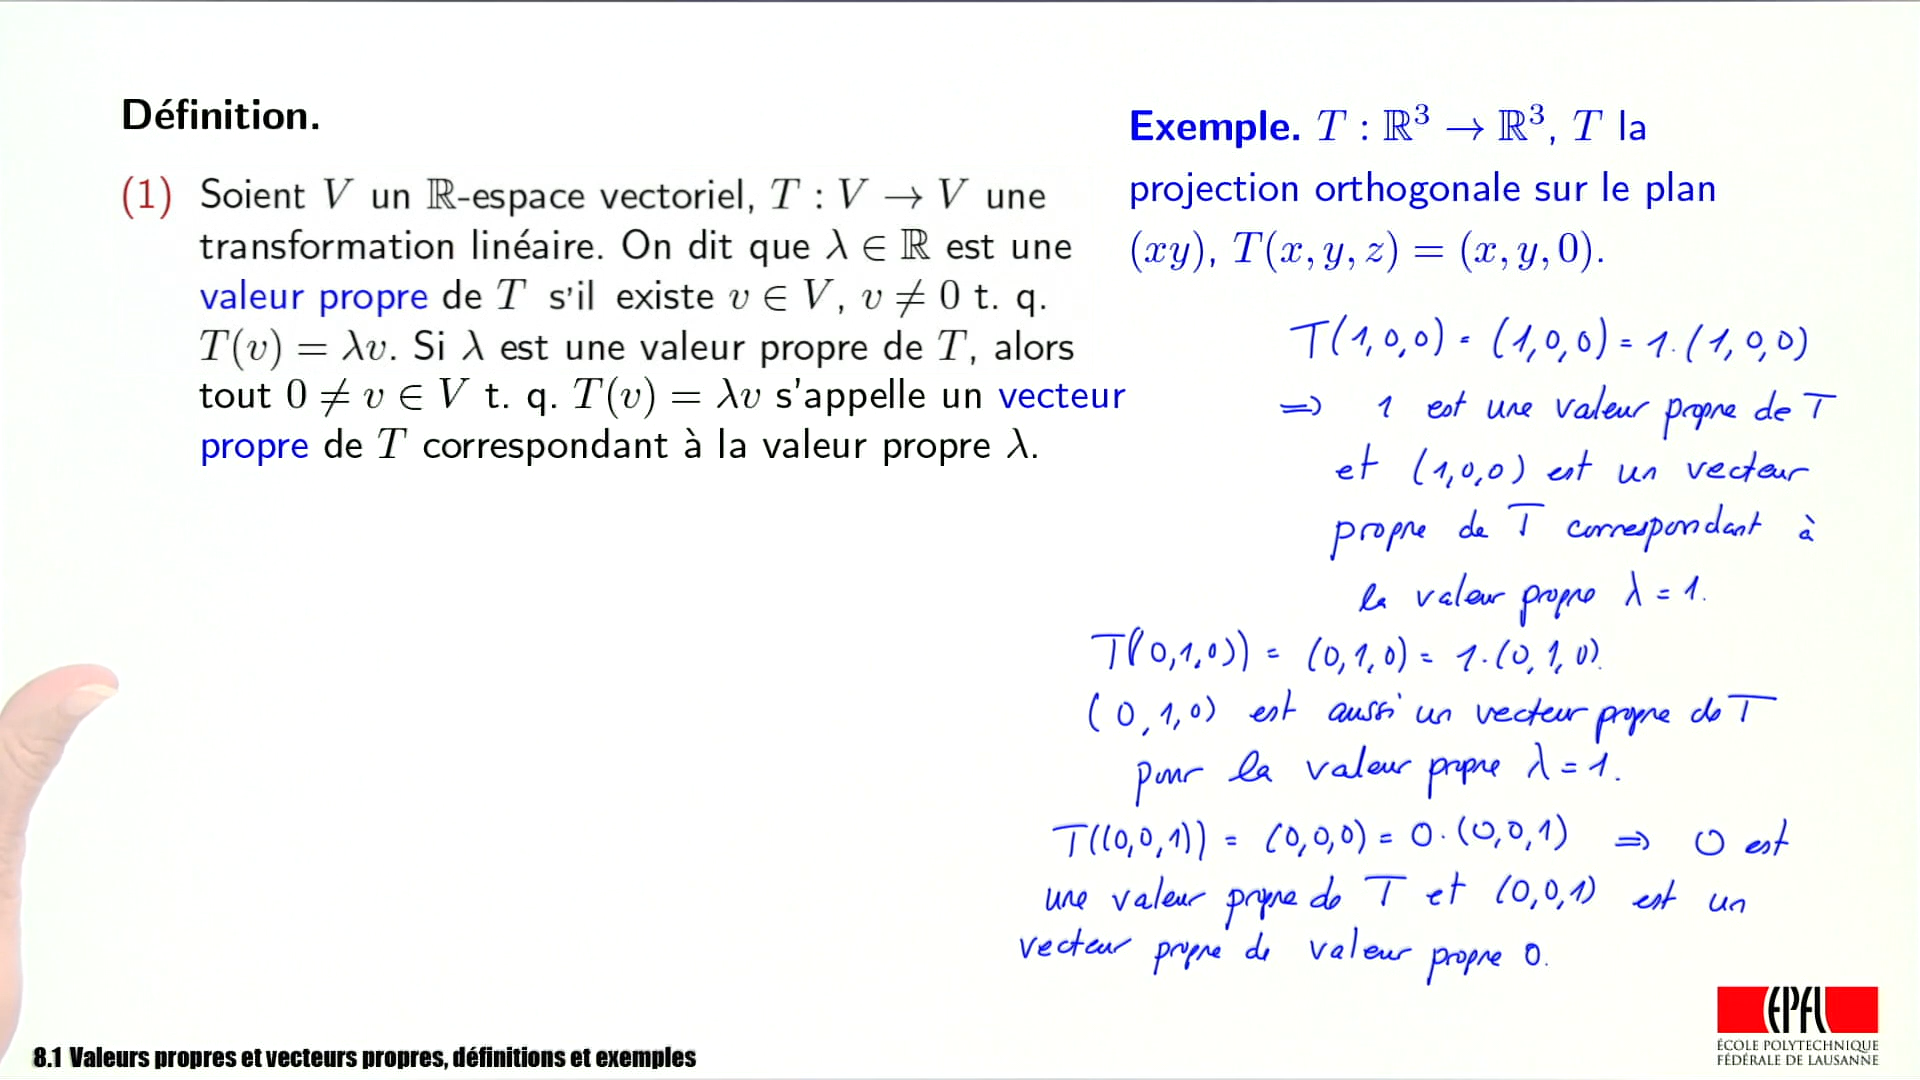 Définition.
(1) Soient V un ℝ-espace vectoriel, T : V → V une
transformation linéaire. On dit que λ ∈ ℝ est une
valeur propre de T s'il existe v ∈ V, v ≠ 0 t. q.
T(v) = λv. Si λ est une valeur propre de T, alors
tout 0 ≠ v ∈ V t. q. T(v) = λv s'appelle un vecteur
propre de T correspondant à la valeur propre λ.
Exemple. T : ℝ³ → ℝ³, T la
projection orthogonale sur le plan
(xy), T(x, y, z) = (x, y, 0).
T(1,0,0) = (1,0,0) = 1.(1,0,0)
⇒ 1 est une valeur propre de T
et (1,0,0) est un vecteur
propre de T correspondant à
la valeur propre λ = 1.
T(0,1,0)) = (0,1,0) = 1.(0,1,0).
(0,1,0) est aussi un vecteur propre de T
pour la valeur propre λ = 1.
T((0,0,1)) = (0,0,0) = 0.(0,0,1) ⇒ 0 est
une valeur propre de T et (0,0,1) est un
vecteur propre de valeur propre 0.
EPFL
ÉCOLE POLYTECHNIQUE
FÉDÉRALE DE LAUSANNE
8.1 Valeurs propres et vecteurs propres, définitions et exemples